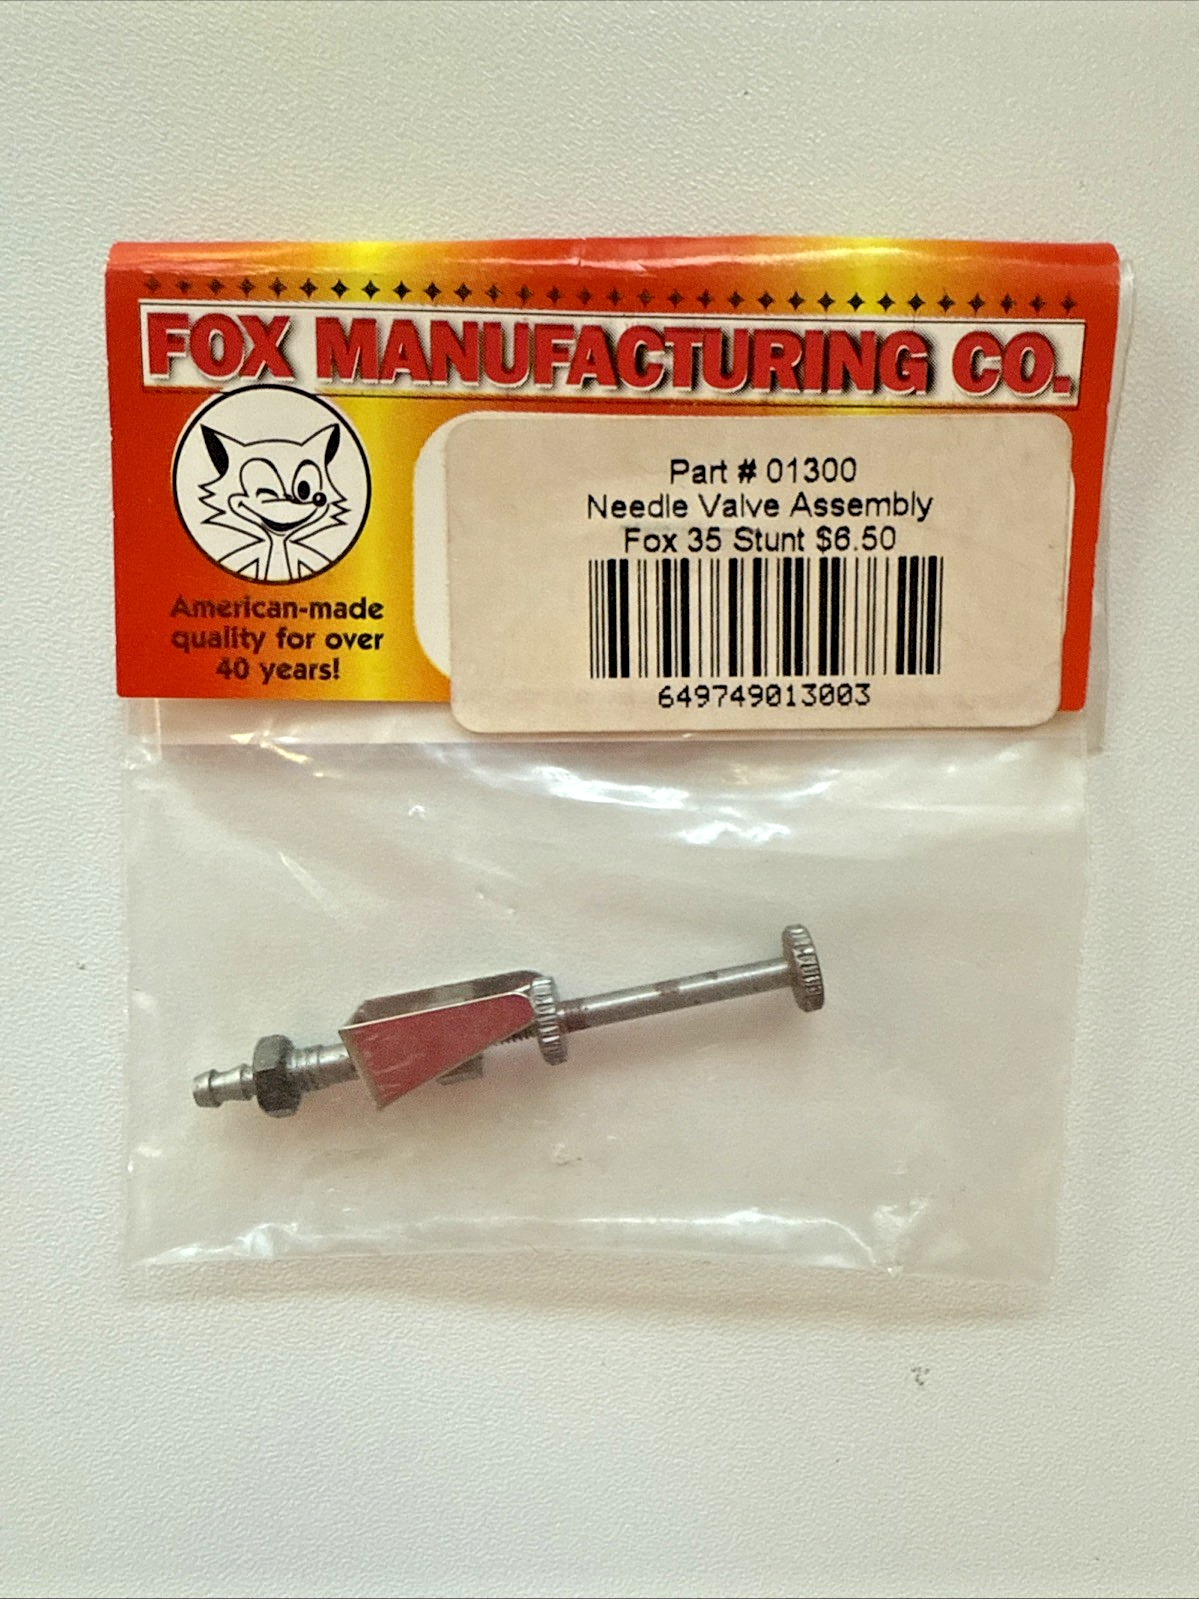 FOX MANUFACTURING CO.
American-made
quality for over
40 years!
Part # 01300
Needle Valve Assembly
Fox 35 Stunt $6.50
649749013003